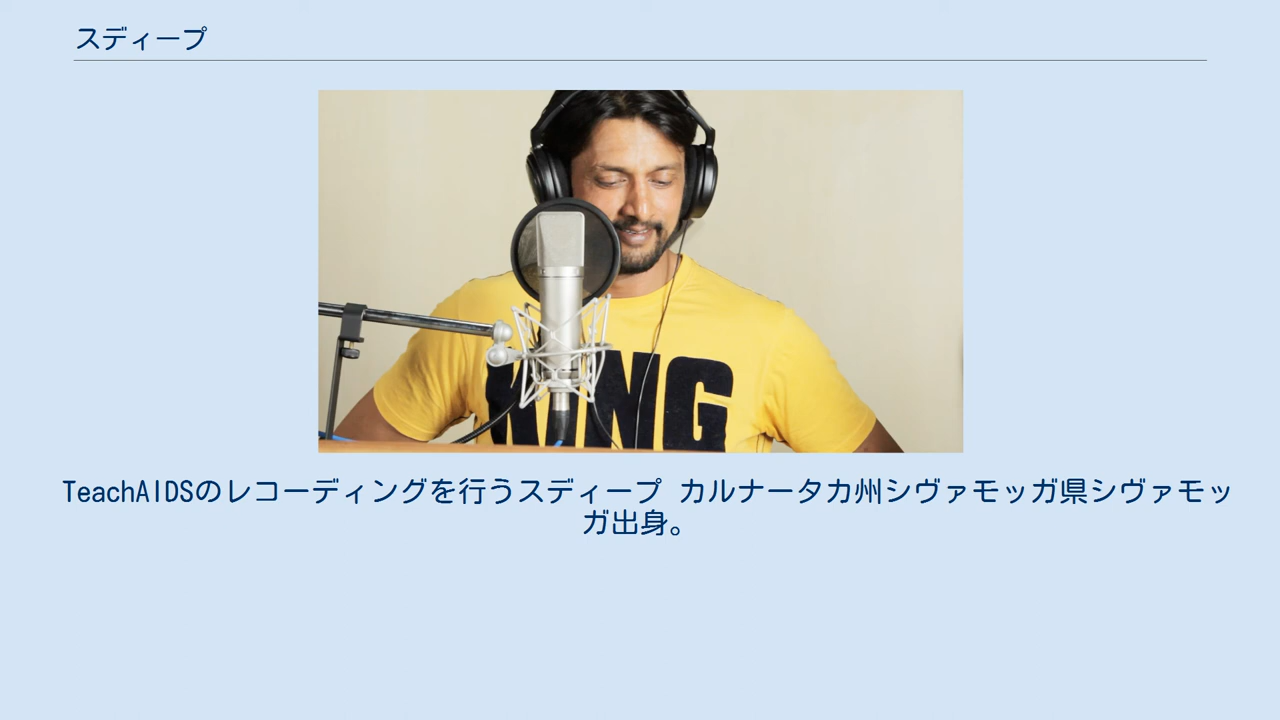 スディープ
KING
TeachAIDSのレコーディングを行うスディープ カルナータカ州シヴァモッガ県シヴァモッ
ガ出身。